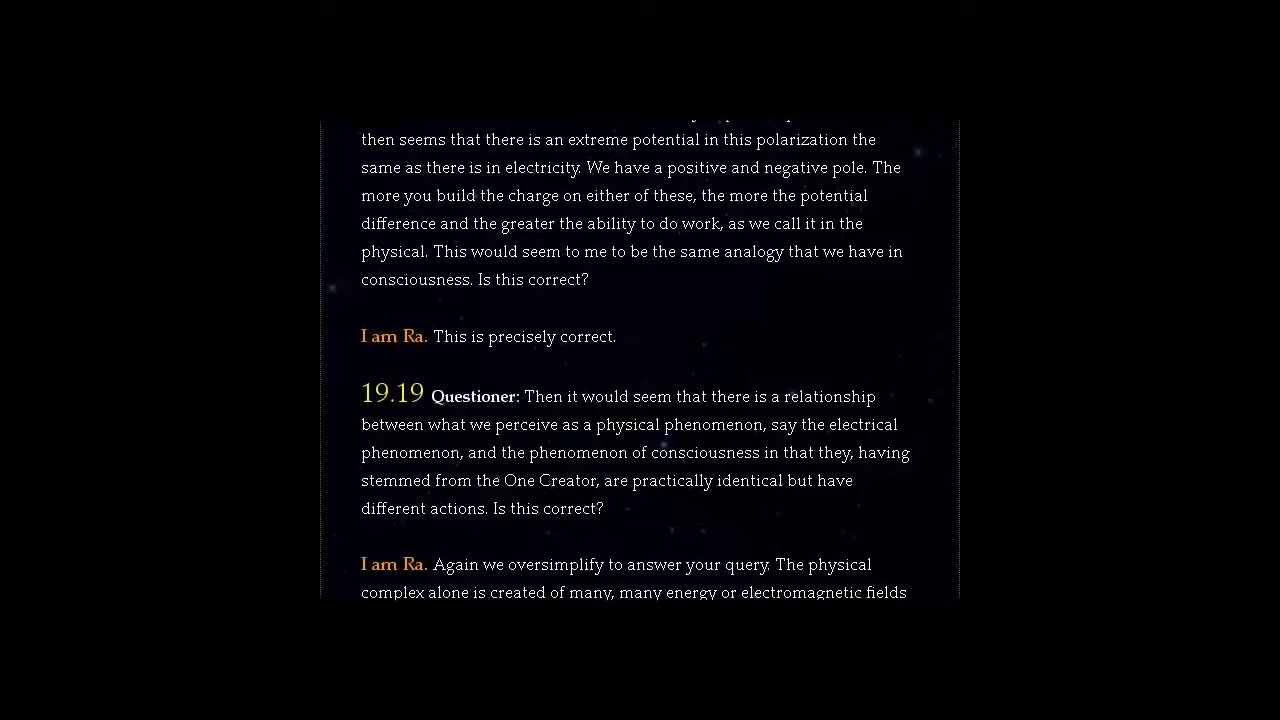 then seems that there is an extreme potential in this polarization the
same as there is in electricity. We have a positive and negative pole. The
more you build the charge on either of these, the more the potential
difference and the greater the ability to do work, as we call it in the
physical. This would seem to me to be the same analogy that we have in
consciousness. Is this correct?
I am Ra. This is precisely correct.
19.19 Questioner: Then it would seem that there is a relationship
between what we perceive as a physical phenomenon, say the electrical
phenomenon, and the phenomenon of consciousness in that they, having
stemmed from the One Creator, are practically identical but have
different actions. Is this correct?
I am Ra. Again we oversimplify to answer your query. The physical
complex alone is created of many, many energy or electromagnetic fields